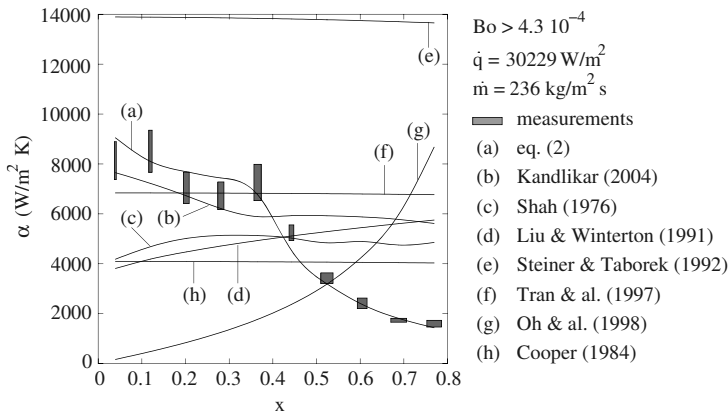 14000
12000
10000
8000
6000
4000
2000
0
α (W/m² K)
0 0.1 0.2 0.3 0.4 0.5 0.6 0.7 0.8
x
(a)
(b)
(c)
(d)
(e)
(f)
(g)
(h)
Bo > 4.3 10⁻⁴
q̇ = 30229 W/m²
ṁ = 236 kg/m² s
measurements
(a) eq. (2)
(b) Kandlikar (2004)
(c) Shah (1976)
(d) Liu & Winterton (1991)
(e) Steiner & Taborek (1992)
(f) Tran & al. (1997)
(g) Oh & al. (1998)
(h) Cooper (1984)